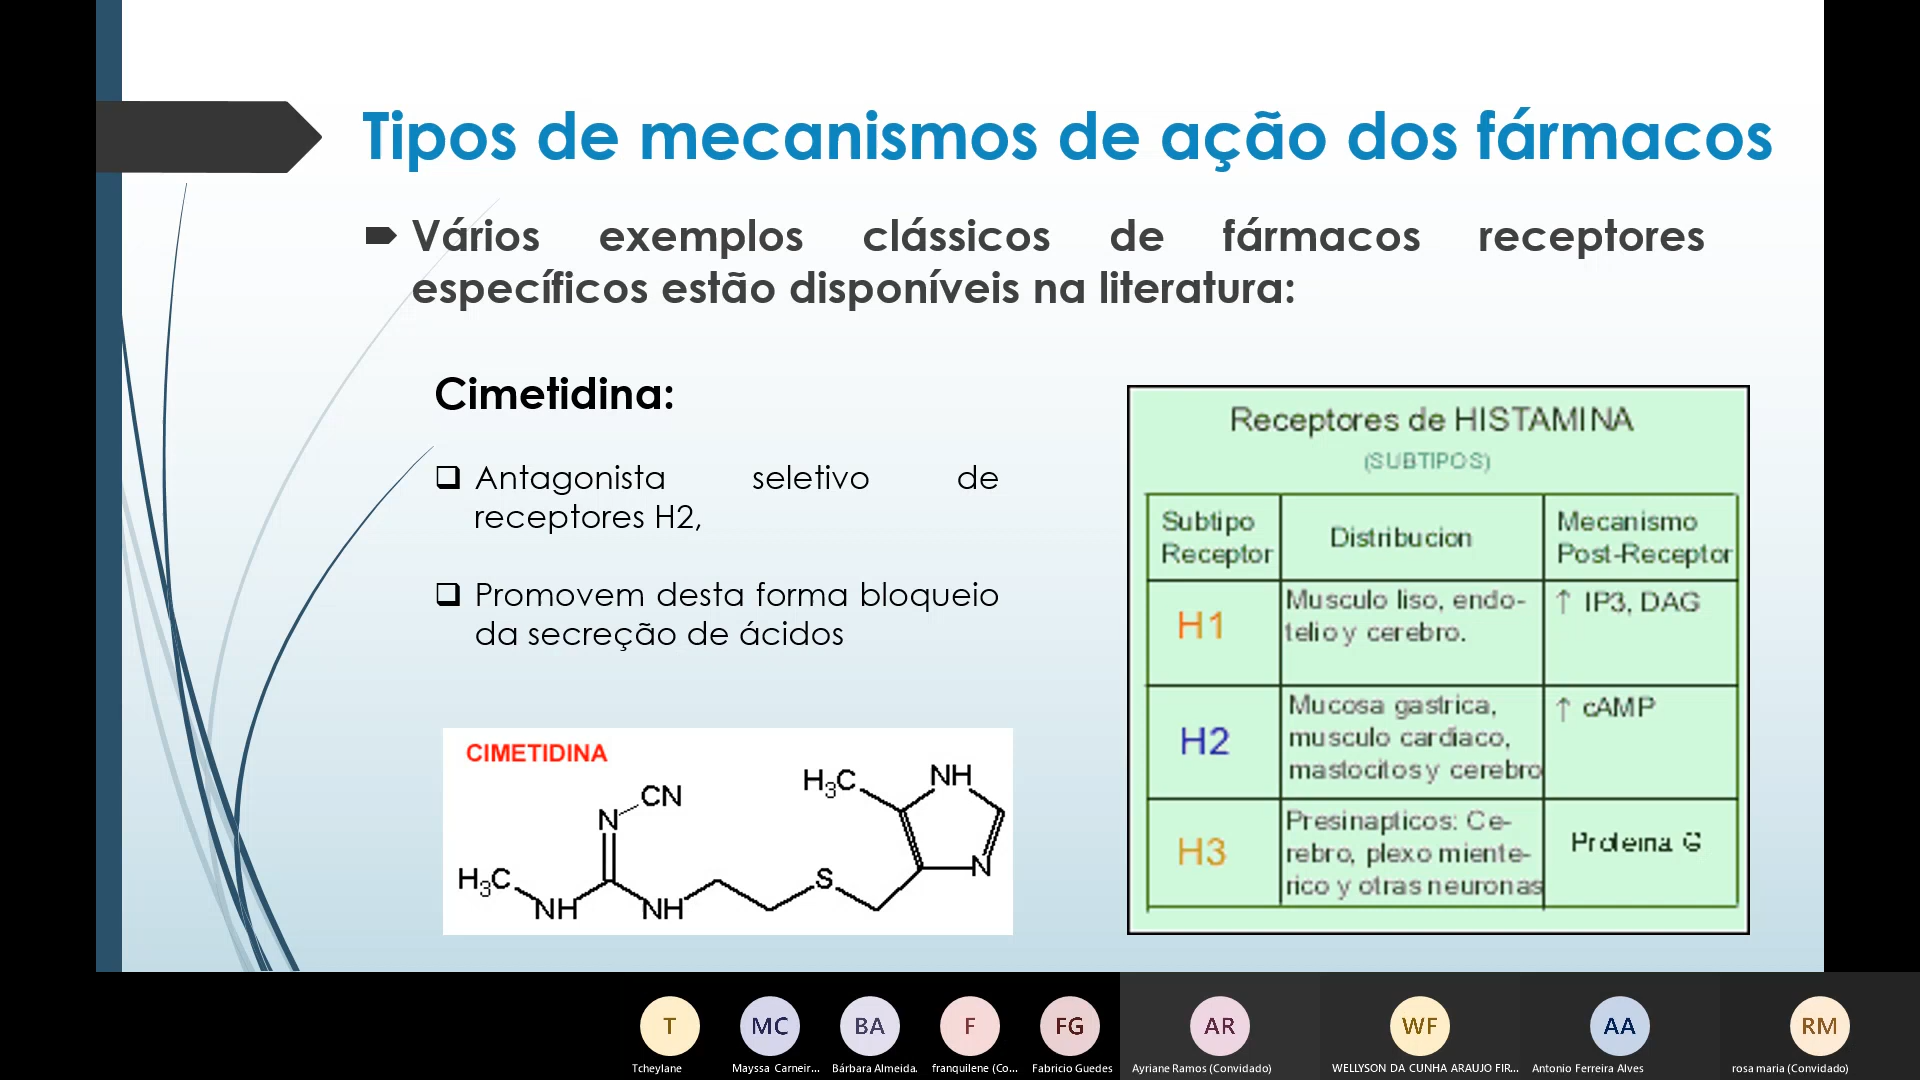 Tipos de mecanismos de ação dos fármacos
Vários exemplos clássicos de fármacos receptores
específicos estão disponíveis na literatura:
Cimetidina:
Antagonista seletivo de
receptores H2,
Promovem desta forma bloqueio
da secreção de ácidos
CIMETIDINA
CN
N
H3C
NH
NH
S
H3C
NH
N
Receptores de HISTAMINA
(SUBTIPOS)
Subtipo
Receptor
Distribucion
Mecanismo
Post-Receptor
H1
Musculo liso, endo-
telio y cerebro.
↑ IP3, DAG
H2
Mucosa gastrica,
musculo cardiaco,
mastocitos y cerebro
↑ cAMP
H3
Presinapticos: Ce-
rebro, plexo miente-
rico y otras neuronas
Proteina G
T
MC
BA
F
FG
AR
WF
AA
RM
Tcheylane
Mayssa Carneir...
Bárbara Almeida.
franquilene (Co...
Fabricio Guedes
Ayriane Ramos (Convidado)
WELLYSON DA CUNHA ARAUJO FIR...
Antonio Ferreira Alves
rosa maria (Convidado)